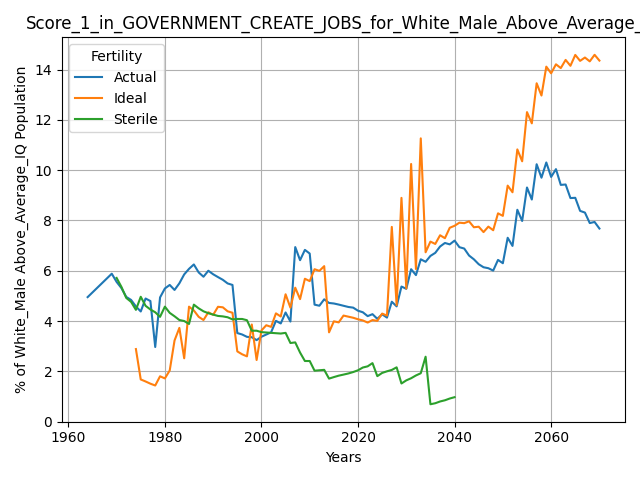 Score_1_in_GOVERNMENT_CREATE_JOBS_for_White_Male_Above_Average_
Fertility
Actual
Ideal
Sterile
% of White_Male Above_Average_IQ Population
14
12
10
8
6
4
2
0
1960 1980 2000 2020 2040 2060
Years